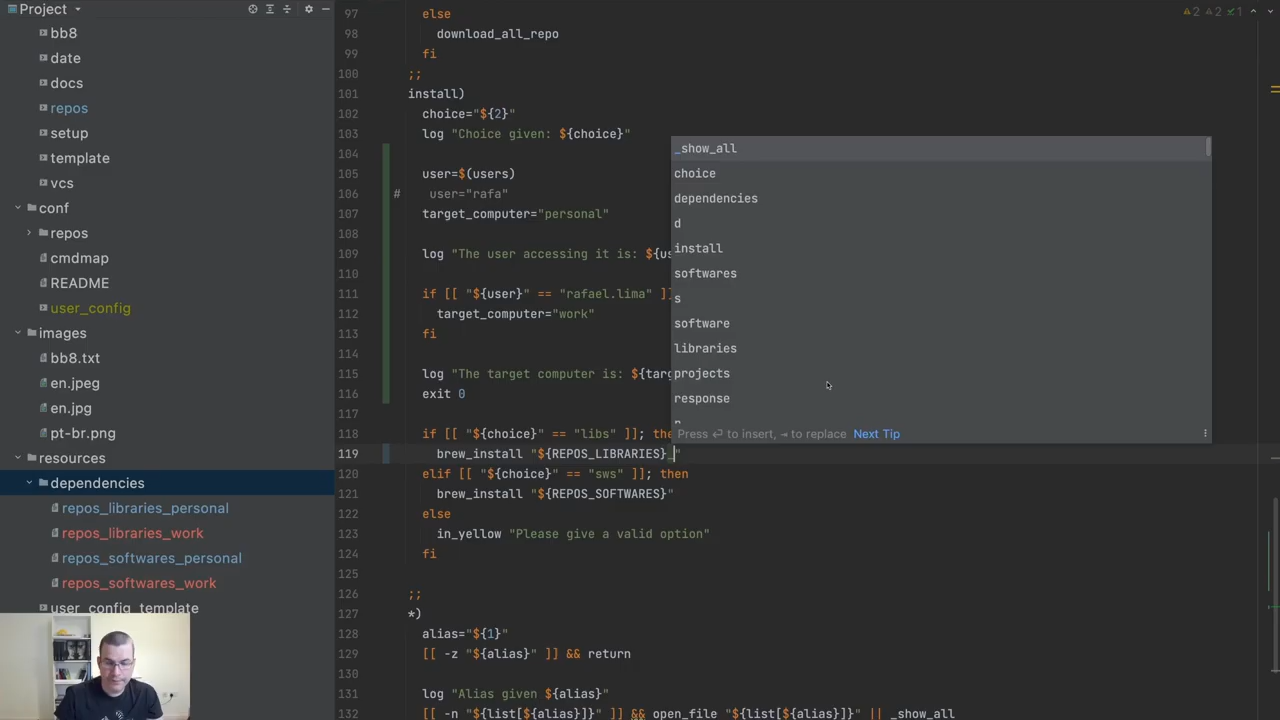 Project
bb8
date
docs
repos
setup
template
vcs
conf
repos
cmdmap
README
user_config
images
bb8.txt
en.jpeg
en.jpg
pt-br.png
resources
dependencies
repos_libraries_personal
repos_libraries_work
repos_softwares_personal
repos_softwares_work
user_config_template
97 else
98 download_all_repo
99 fi
100 ;;
101 install)
102 choice="${2}"
103 log "Choice given: ${choice}"
104
105 user=$(users)
106 # user="rafa"
107 target_computer="personal"
108
109 log "The user accessing it is: ${us
110
111 if [[ "${user}" == "rafael.lima" ]]
112 target_computer="work"
113 fi
114
115 log "The target computer is: ${targ
116 exit 0
117
118 if [[ "${choice}" == "libs" ]]; then
119 brew_install "${REPOS_LIBRARIES}_"
120 elif [[ "${choice}" == "sws" ]]; then
121 brew_install "${REPOS_SOFTWARES}"
122 else
123 in_yellow "Please give a valid option"
124 fi
125
126 ;;
127 *)
128 alias="${1}"
129 [[ -z "${alias}" ]] && return
130
131 log "Alias given ${alias}"
132 [[ -n "${list[${alias}]}" ]] && open_file "${list[${alias}]}" || _show_all
_show_all
choice
dependencies
d
install
softwares
s
software
libraries
projects
response
Press ⏎ to insert, ⇥ to replace Next Tip
2 2 1